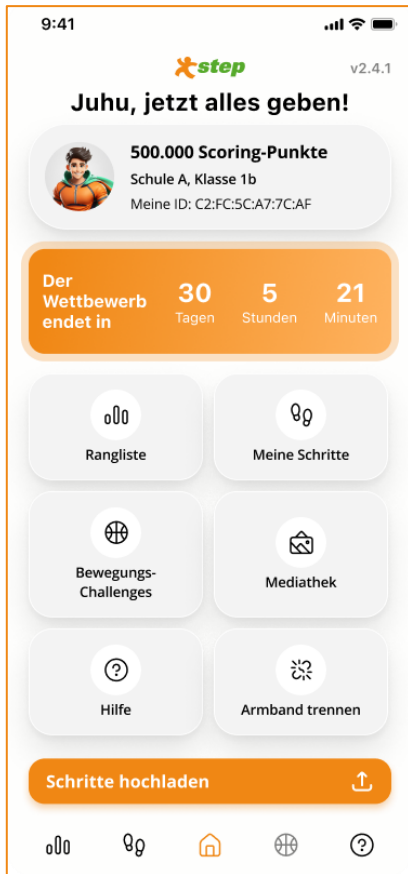 9:41
step
v2.4.1
Juhu, jetzt alles geben!
500.000 Scoring-Punkte
Schule A, Klasse 1b
Meine ID: C2:FC:5C:A7:7C:AF
Der
Wettbewerb
endet in
30
Tagen
5
Stunden
21
Minuten
Rangliste
Meine Schritte
Bewegungs-
Challenges
Mediathek
Hilfe
Armband trennen
Schritte hochladen